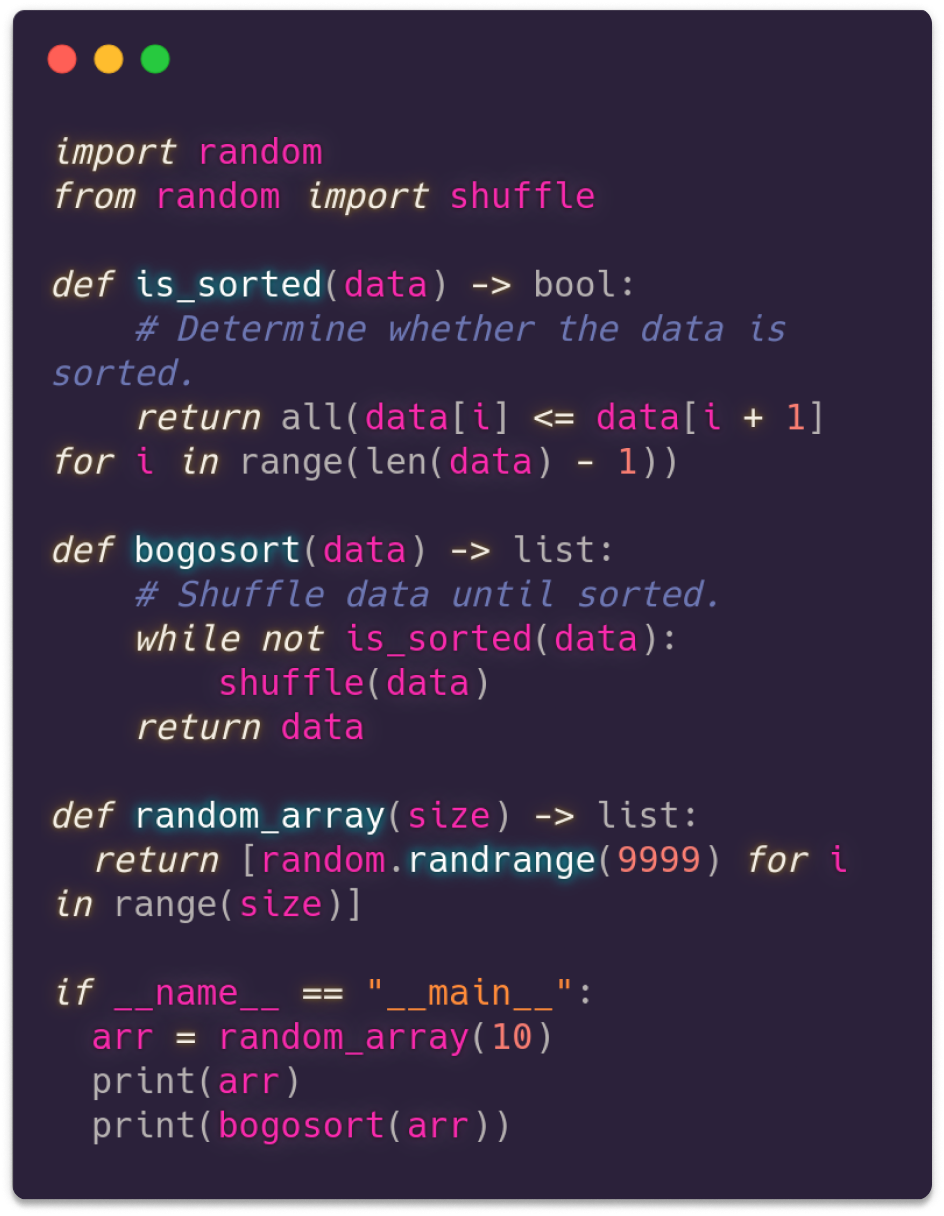 import random
from random import shuffle

def is_sorted(data) -> bool:
    # Determine whether the data is
sorted.
    return all(data[i] <= data[i + 1]
for i in range(len(data) - 1))

def bogosort(data) -> list:
    # Shuffle data until sorted.
    while not is_sorted(data):
        shuffle(data)
    return data

def random_array(size) -> list:
  return [random.randrange(9999) for i
in range(size)]

if __name__ == "__main__":
  arr = random_array(10)
  print(arr)
  print(bogosort(arr))